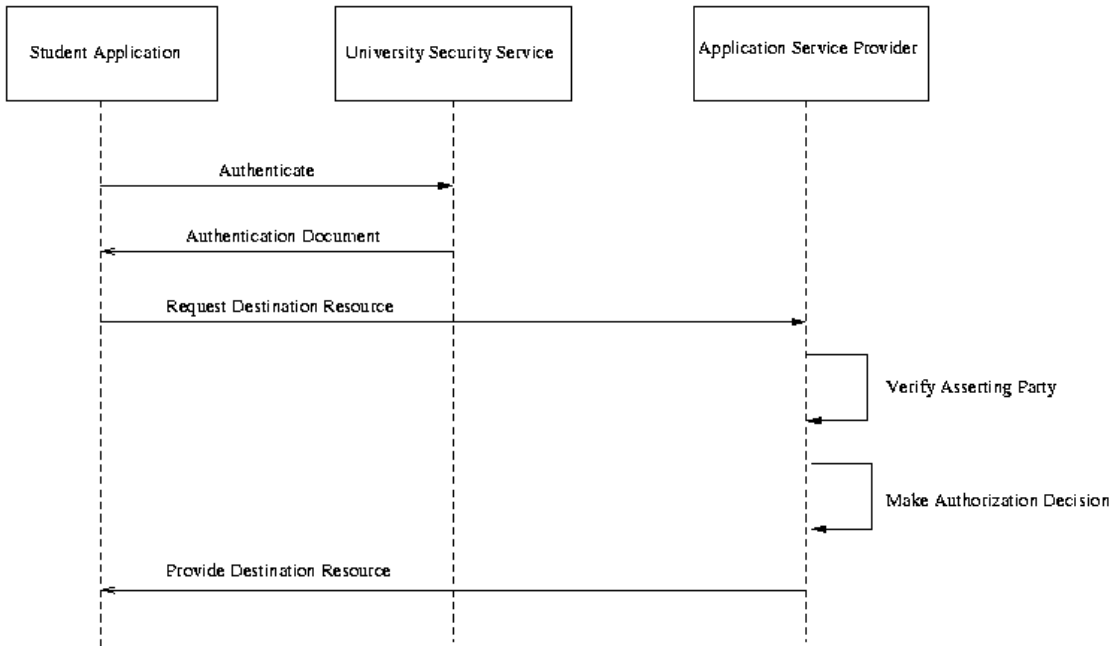 Student Application
University Security Service
Application Service Provider
Authenticate
Authentication Document
Request Destination Resource
Verify Asserting Party
Make Authorization Decision
Provide Destination Resource